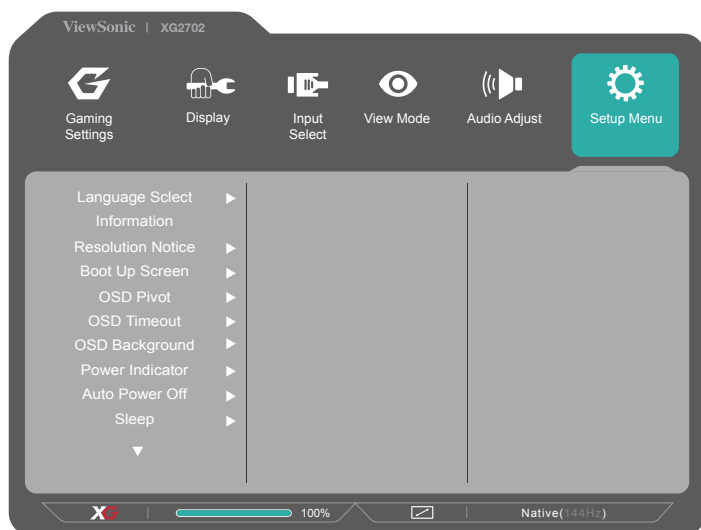 ViewSonic | XG2702
Gaming
Settings
Display
Input
Select
View Mode
Audio Adjust
Setup Menu
Language Sclect
Information
Resolution Notice
Boot Up Screen
OSD Pivot
OSD Timeout
OSD Background
Power Indicator
Auto Power Off
Sleep
XG | 100% | Native(144Hz)